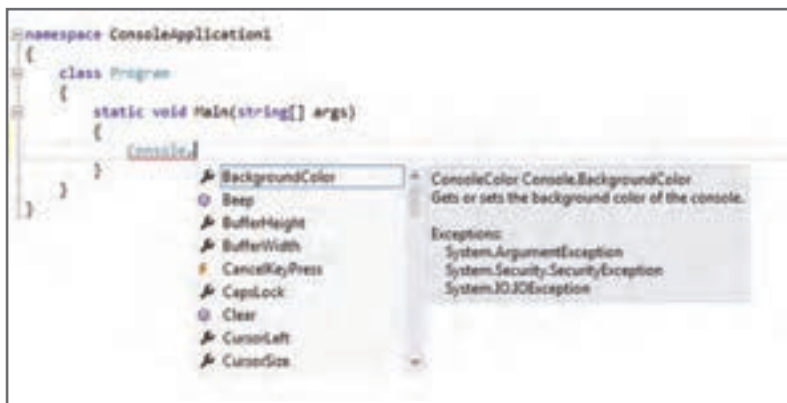 namespace ConsoleApplication1
{
class Program
{
static void Main(string[] args)
{
Console.
}
}
}
BackgroundColor
Beep
BufferHeight
BufferWidth
CancelKeyPress
CapsLock
Clear
CursorLeft
CursorSize
ConsoleColor Console.BackgroundColor
Gets or sets the background color of the console.
Exceptions:
System.ArgumentException
System.Security.SecurityException
System.IO.IOException